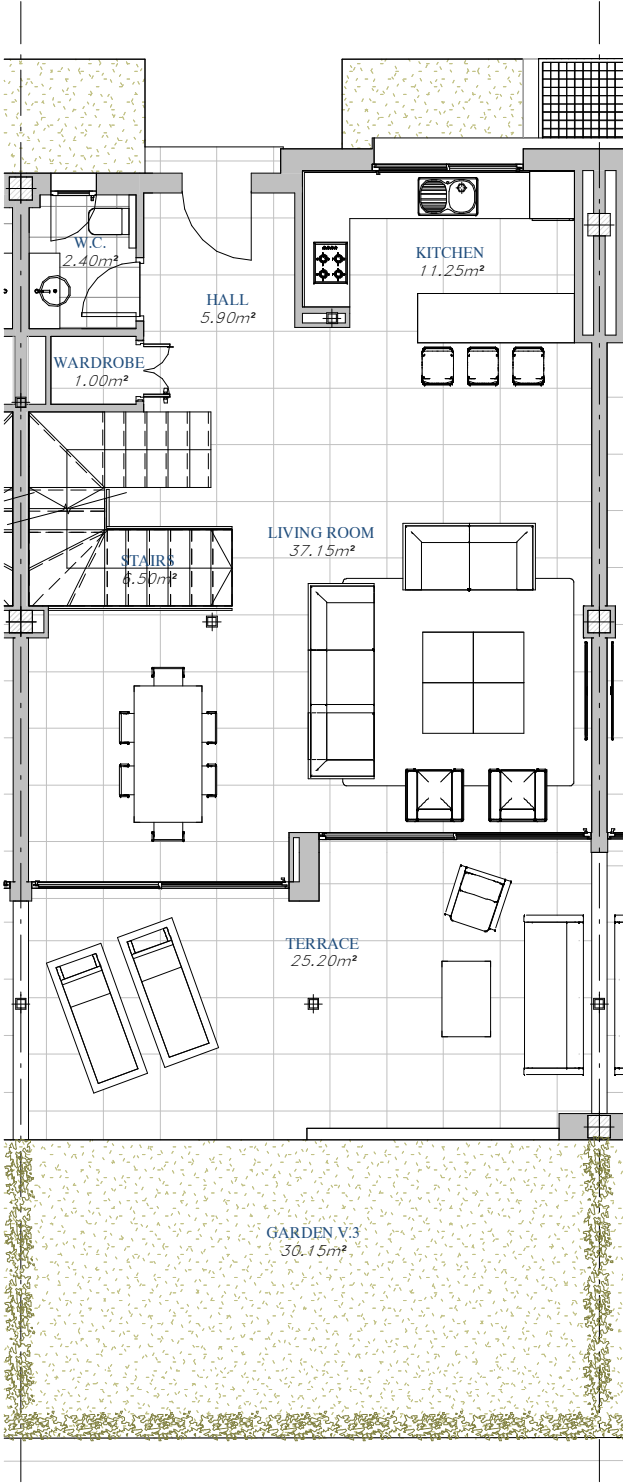 W.C.
2.40m²
KITCHEN
11.25m²
HALL
5.90m²
WARDROBE
1.00m²
LIVING ROOM
37.15m²
STAIRS
6.50m²
TERRACE
25.20m²
GARDEN V.3
30.15m²